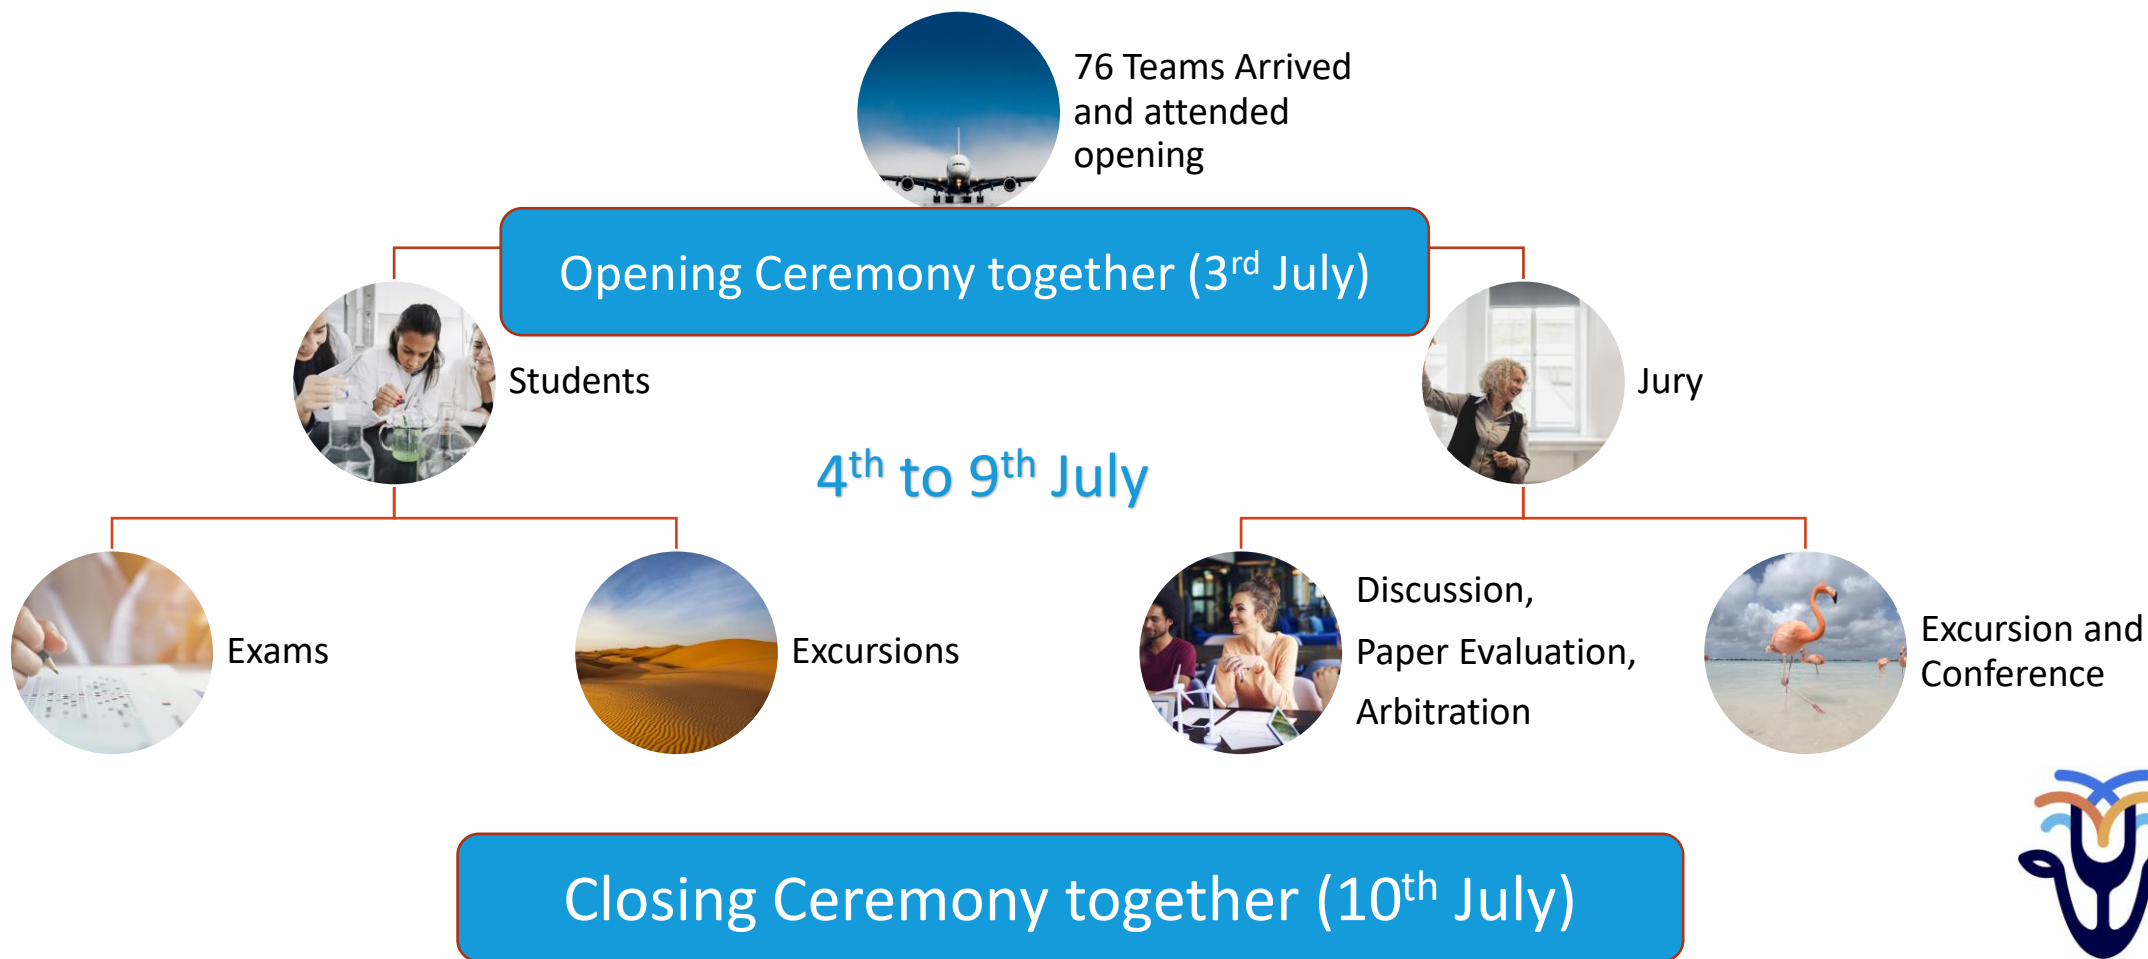 76 Teams Arrived
and attended
opening
Opening Ceremony together (3rd July)
Students
Jury
4th to 9th July
Exams
Excursions
Discussion,
Paper Evaluation,
Arbitration
Excursion and
Conference
Closing Ceremony together (10th July)